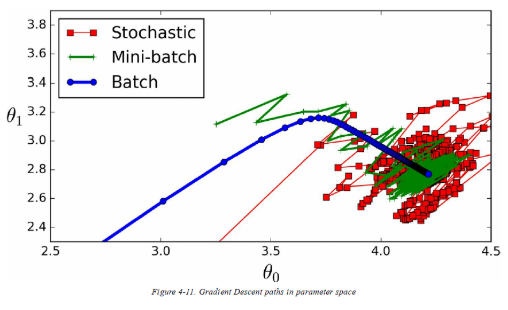 3.8
3.6
3.4
3.2
3.0
2.8
2.6
2.4
θ1
Stochastic
Mini-batch
Batch
2.5 3.0 3.5 4.0 4.5
θ0
Figure 4-11. Gradient Descent paths in parameter space